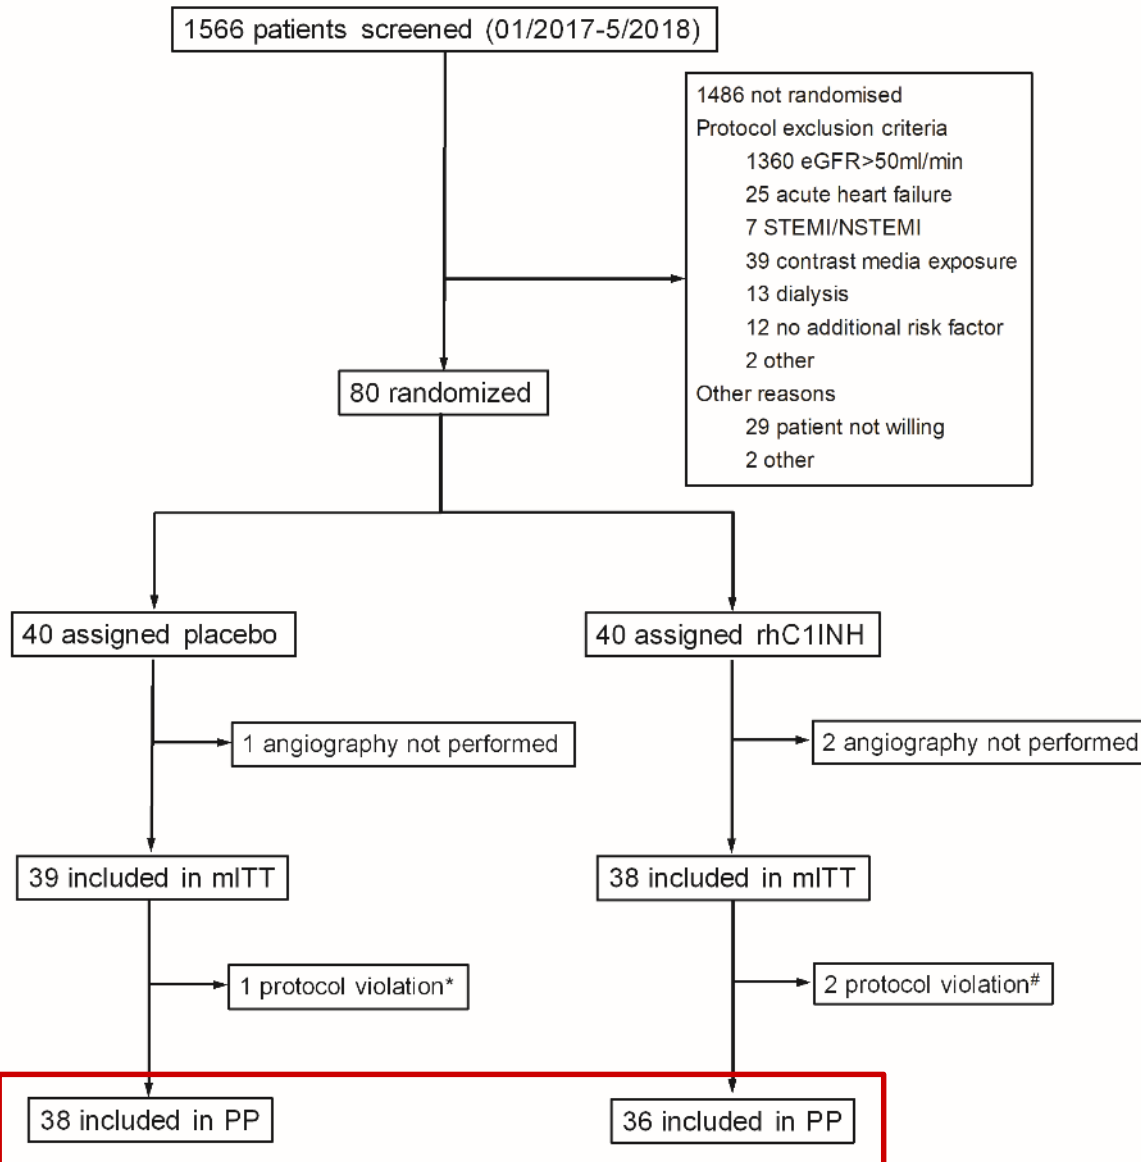 1566 patients screened (01/2017-5/2018)
1486 not randomised
Protocol exclusion criteria
1360 eGFR>50ml/min
25 acute heart failure
7 STEMI/NSTEMI
39 contrast media exposure
13 dialysis
12 no additional risk factor
2 other
Other reasons
29 patient not willing
2 other
80 randomized
40 assigned placebo
40 assigned rhC1INH
1 angiography not performed
2 angiography not performed
39 included in mITT
38 included in mITT
1 protocol violation*
2 protocol violation#
38 included in PP
36 included in PP